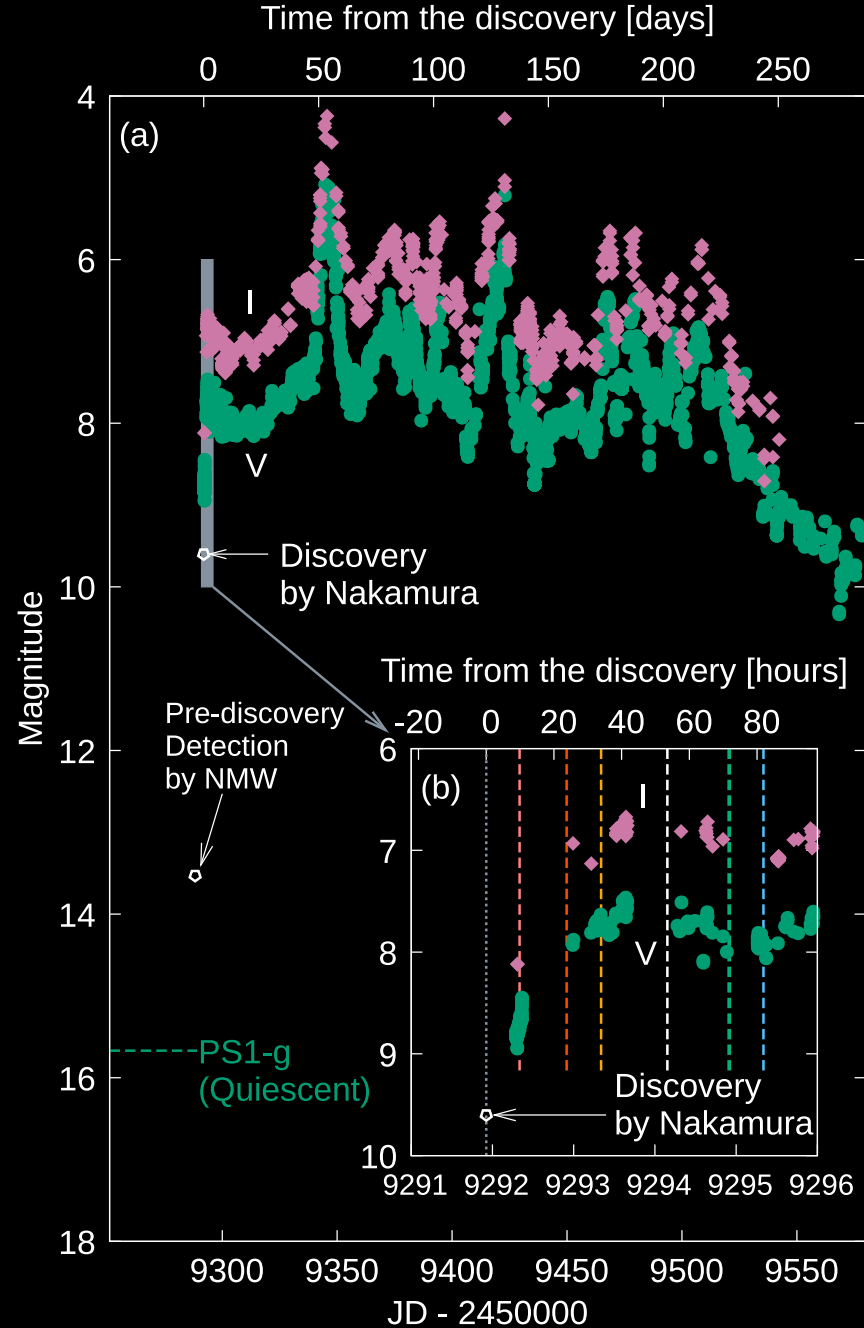 Time from the discovery [days]
0 50 100 150 200 250
4
(a)
6
I
8
V
Discovery
by Nakamura
10
Magnitude
Time from the discovery [hours]
Pre-discovery
Detection
by NMW
-20 0 20 40 60 80
12
6
(b)
I
7
14
8
V
PS1-g
(Quiescent)
9
16
Discovery
by Nakamura
10
9291 9292 9293 9294 9295 9296
18
9300 9350 9400 9450 9500 9550
JD - 2450000